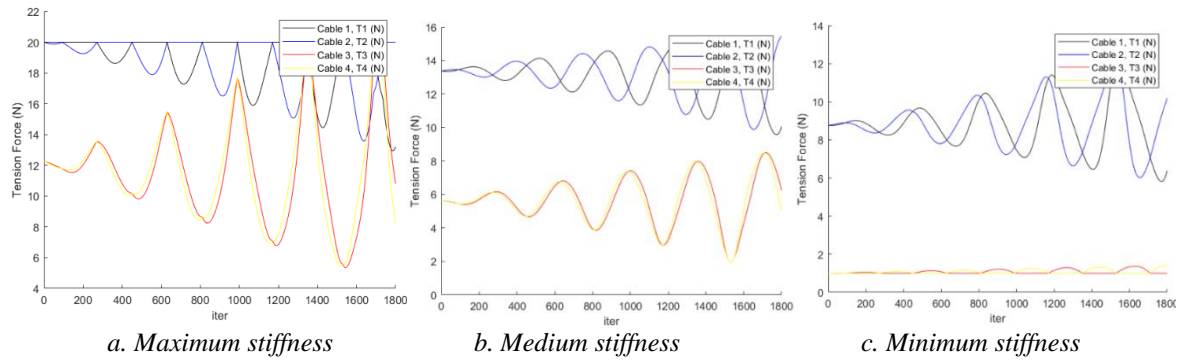 22
20
18
16
14
12
10
8
6
4
Tension Force (N)
0 200 400 600 800 1000 1200 1400 1600 1800
iter
Cable 1, T1 (N)
Cable 2, T2 (N)
Cable 3, T3 (N)
Cable 4, T4 (N)
a. Maximum stiffness
16
14
12
10
8
6
4
2
0
Tension Force (N)
0 200 400 600 800 1000 1200 1400 1600 1800
iter
Cable 1, T1 (N)
Cable 2, T2 (N)
Cable 3, T3 (N)
Cable 4, T4 (N)
b. Medium stiffness
14
12
10
8
6
4
2
0
Tension Force (N)
0 200 400 600 800 1000 1200 1400 1600 1800
iter
Cable 1, T1 (N)
Cable 2, T2 (N)
Cable 3, T3 (N)
Cable 4, T4 (N)
c. Minimum stiffness